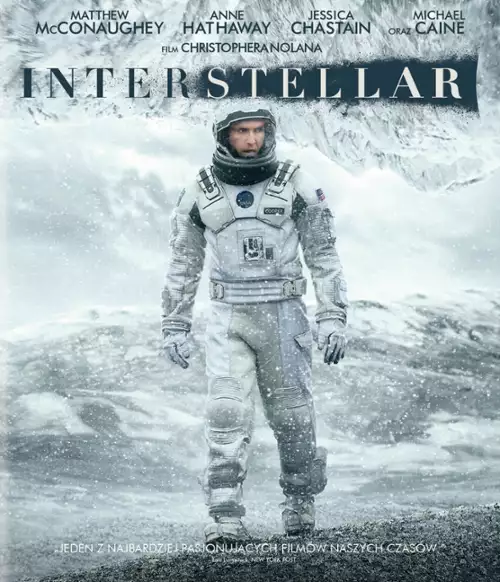 MATTHEW McCONAUGHEY
ANNE HATHAWAY
JESSICA CHASTAIN
ORAZ MICHAEL CAINE
FILM CHRISTOPHERA NOLANA
INTERSTELLAR
„JEDEN Z NAJBARDZIEJ PASJONUJĄCYCH FILMÓW NASZYCH CZASÓW"
NEW YORK POST